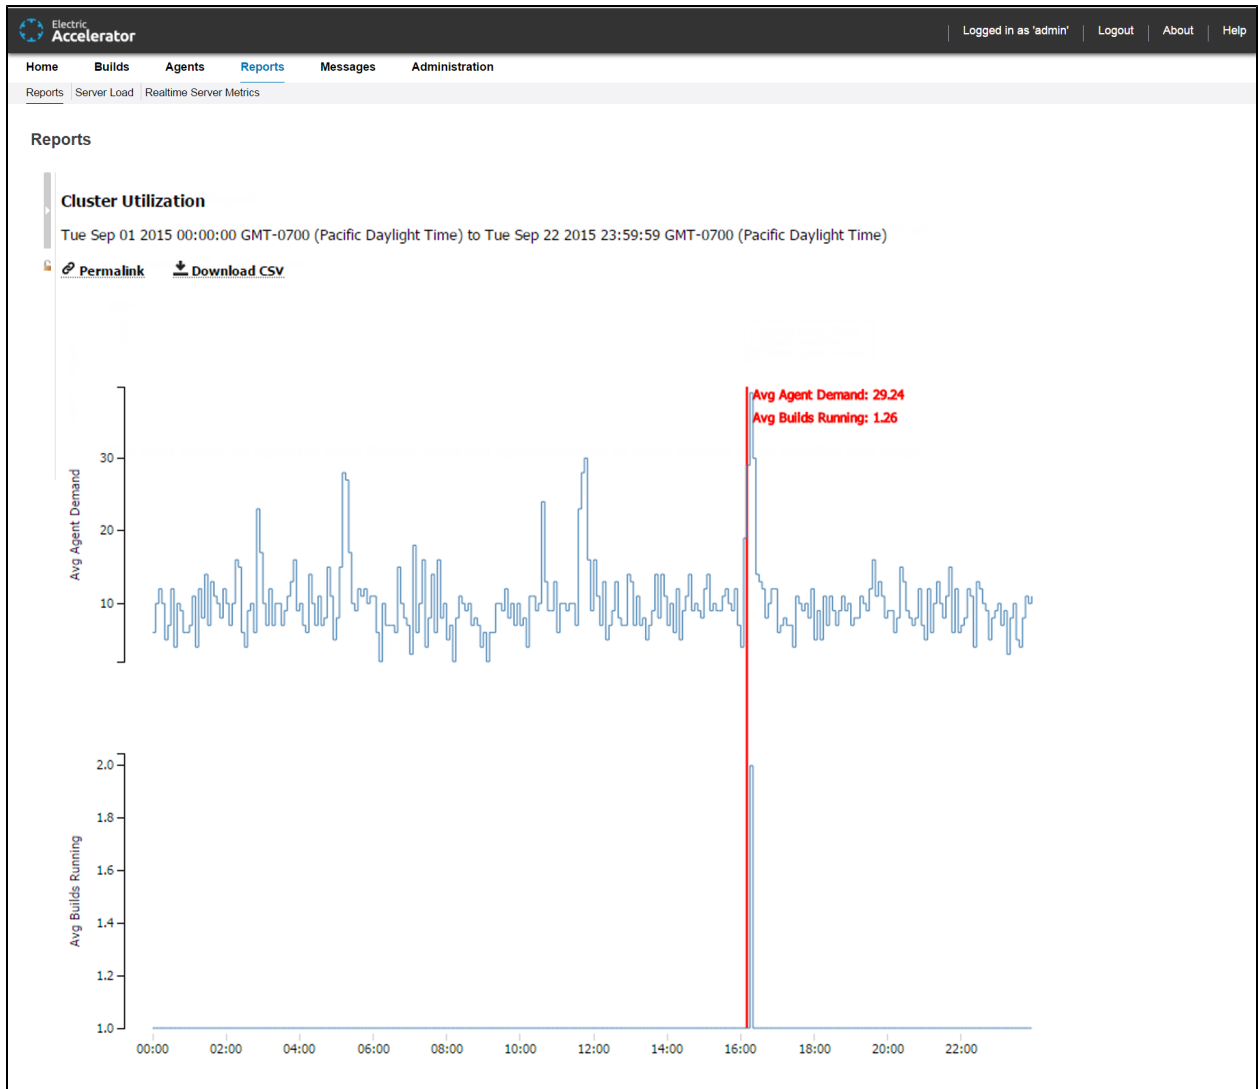 Electric
Accelerator
Logged in as 'admin' Logout About Help
Home Builds Agents Reports Messages Administration
Reports Server Load Realtime Server Metrics
Reports
Cluster Utilization
Tue Sep 01 2015 00:00:00 GMT-0700 (Pacific Daylight Time) to Tue Sep 22 2015 23:59:59 GMT-0700 (Pacific Daylight Time)
Permalink Download CSV
Avg Agent Demand: 29.24
Avg Builds Running: 1.26
Avg Agent Demand
30
20
10
Avg Builds Running
2.0
1.8
1.6
1.4
1.2
1.0
00:00 02:00 04:00 06:00 08:00 10:00 12:00 14:00 16:00 18:00 20:00 22:00